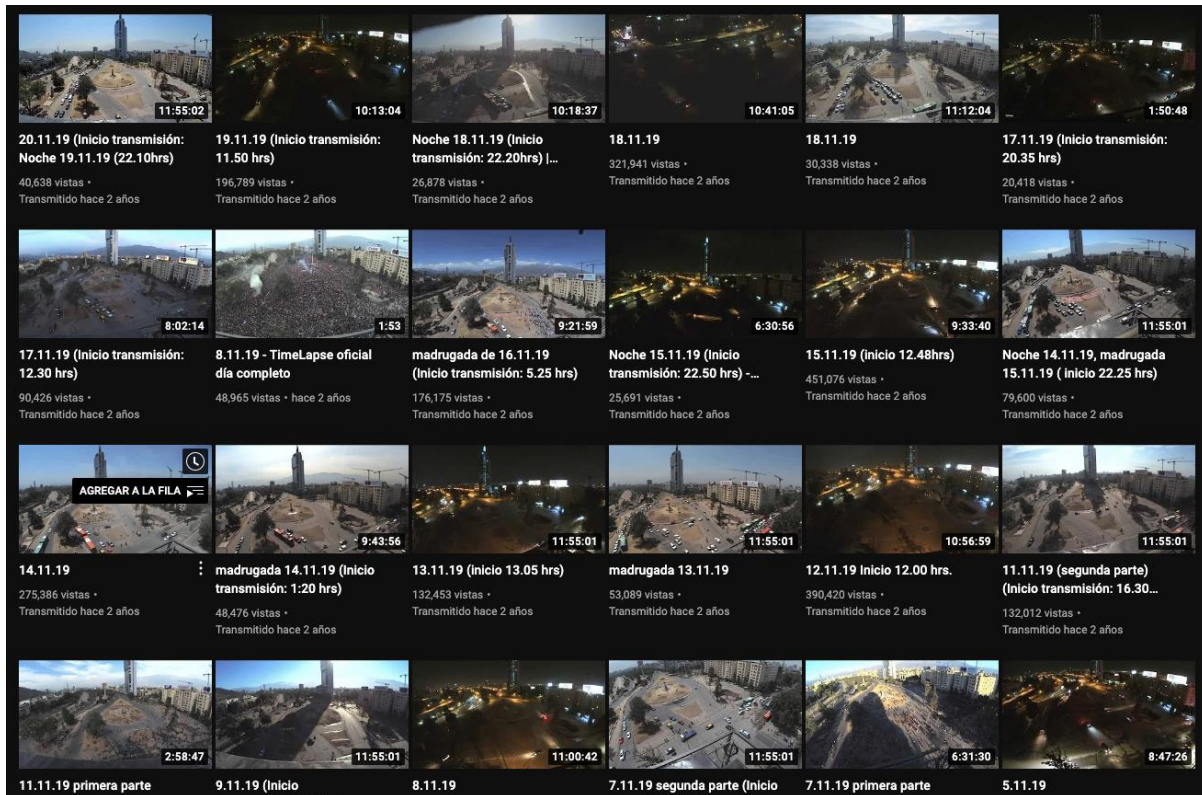 11:55:02
10:13:04
10:18:37
10:41:05
11:12:04
1:50:48
20.11.19 (Inicio transmisión:
Noche 19.11.19 (22.10hrs)
40,638 vistas •
Transmitido hace 2 años
19.11.19 (Inicio transmisión:
11.50 hrs)
196,789 vistas •
Transmitido hace 2 años
Noche 18.11.19 (Inicio
transmisión: 22.20hrs) |...
26,878 vistas •
Transmitido hace 2 años
18.11.19
321,941 vistas •
Transmitido hace 2 años
18.11.19
30,338 vistas •
Transmitido hace 2 años
17.11.19 (Inicio transmisión:
20.35 hrs)
20,418 vistas •
Transmitido hace 2 años
8:02:14
1:53
9:21:59
6:30:56
9:33:40
11:55:01
17.11.19 (Inicio transmisión:
12.30 hrs)
90,426 vistas •
Transmitido hace 2 años
8.11.19 - TimeLapse oficial
día completo
48,965 vistas • hace 2 años
madrugada de 16.11.19
(Inicio transmisión: 5.25 hrs)
176,175 vistas •
Transmitido hace 2 años
Noche 15.11.19 (Inicio
transmisión: 22.50 hrs) -...
25,691 vistas •
Transmitido hace 2 años
15.11.19 (inicio 12.48hrs)
451,076 vistas •
Transmitido hace 2 años
Noche 14.11.19, madrugada
15.11.19 ( inicio 22.25 hrs)
79,600 vistas •
Transmitido hace 2 años
AGREGAR A LA FILA
9:43:56
11:55:01
11:55:01
10:56:59
11:55:01
14.11.19
275,386 vistas •
Transmitido hace 2 años
madrugada 14.11.19 (Inicio
transmisión: 1:20 hrs)
48,476 vistas •
Transmitido hace 2 años
13.11.19 (inicio 13.05 hrs)
132,453 vistas •
Transmitido hace 2 años
madrugada 13.11.19
53,089 vistas •
Transmitido hace 2 años
12.11.19 Inicio 12.00 hrs.
390,420 vistas •
Transmitido hace 2 años
11.11.19 (segunda parte)
(Inicio transmisión: 16.30...
132,012 vistas •
Transmitido hace 2 años
2:58:47
11:55:01
11:00:42
11:55:01
6:31:30
8:47:26
11.11.19 primera parte
9.11.19 (Inicio
8.11.19
7.11.19 segunda parte (Inicio
7.11.19 primera parte
5.11.19